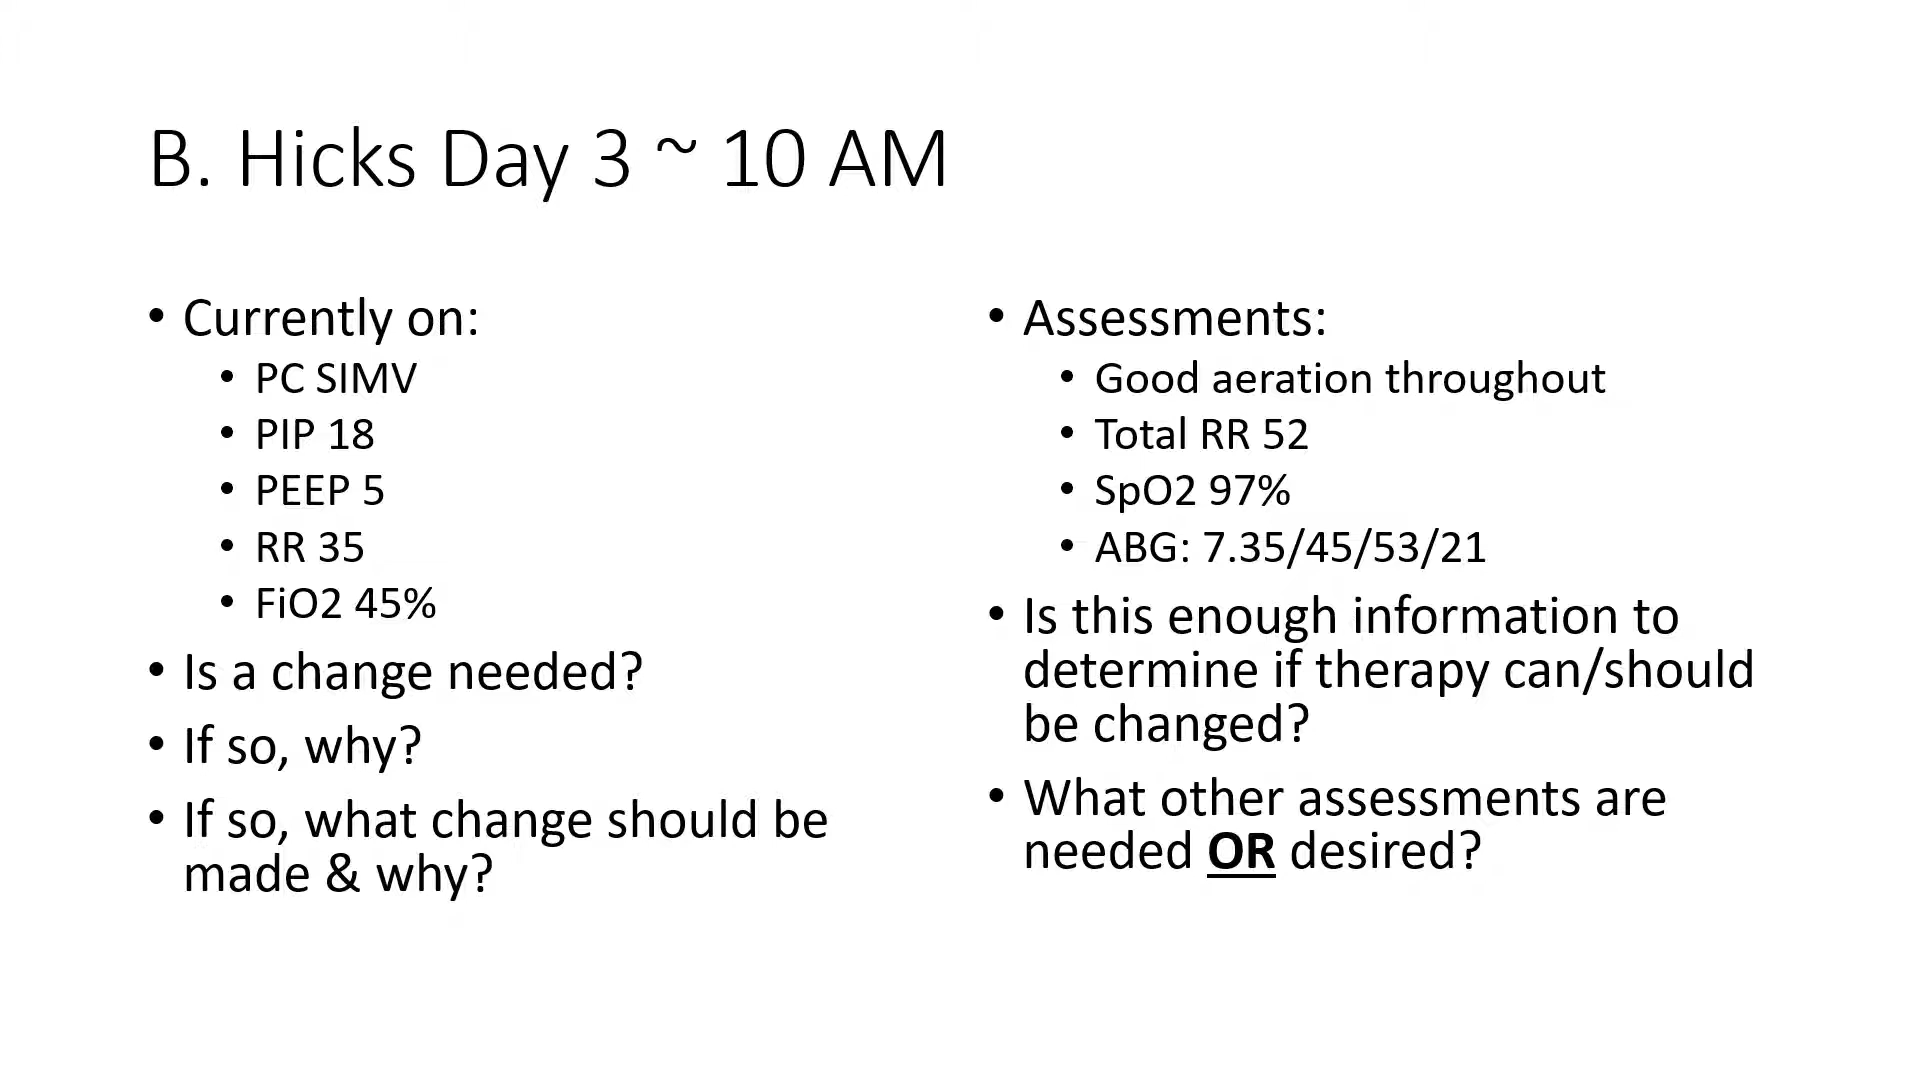 B. Hicks Day 3 ~ 10 AM
• Currently on:
• PC SIMV
• PIP 18
• PEEP 5
• RR 35
• FiO2 45%
• Is a change needed?
• If so, why?
• If so, what change should be
made & why?
• Assessments:
• Good aeration throughout
• Total RR 52
• SpO2 97%
• ABG: 7.35/45/53/21
• Is this enough information to
determine if therapy can/should
be changed?
• What other assessments are
needed OR desired?